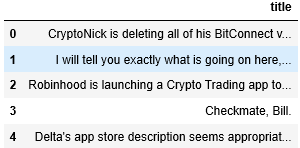 title
0 CryptoNick is deleting all of his BitConnect v...
1 I will tell you exactly what is going on here,...
2 Robinhood is launching a Crypto Trading app to...
3 Checkmate, Bill.
4 Delta's app store description seems appropriat...